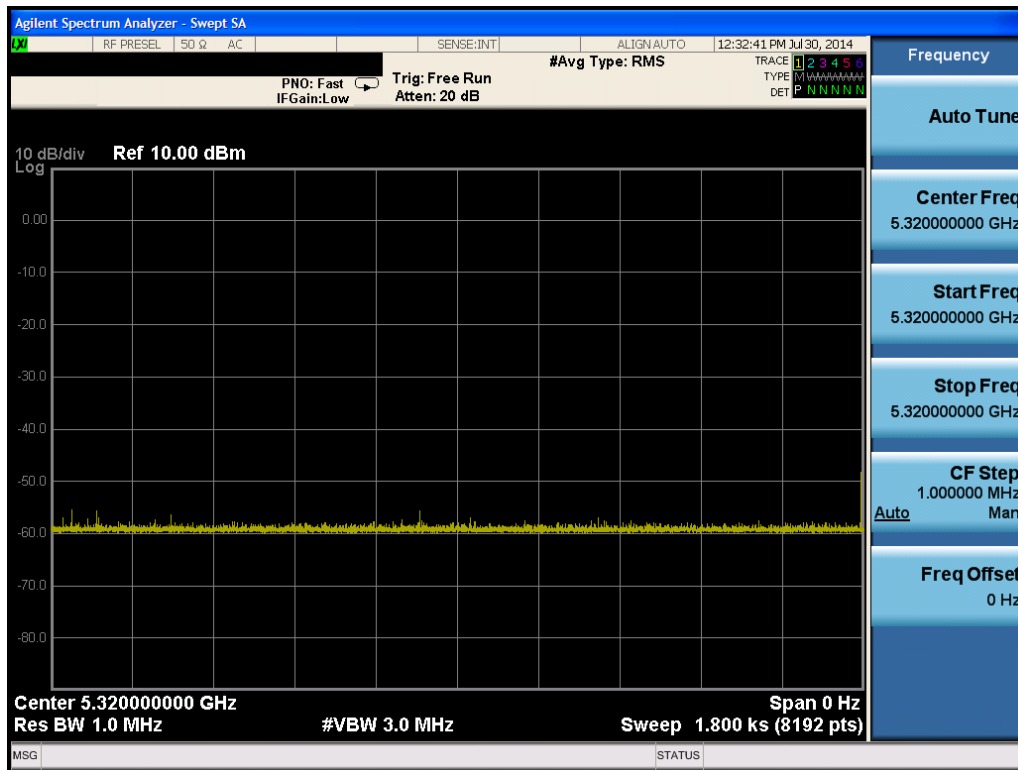 Agilent Spectrum Analyzer - Swept SA
LXI RF PRESEL 50 Ω AC SENSE:INT ALIGN AUTO 12:32:41 PM Jul 30, 2014
PNO: Fast
IFGain:Low
Trig: Free Run
Atten: 20 dB
#Avg Type: RMS
TRACE 1 2 3 4 5 6
TYPE M
DET P N N N N N
Frequency
Auto Tune
Center Freq
5.320000000 GHz
Start Freq
5.320000000 GHz
Stop Freq
5.320000000 GHz
CF Step
1.000000 MHz
Auto Man
Freq Offset
0 Hz
10 dB/div Ref 10.00 dBm
Log
0.00
-10.0
-20.0
-30.0
-40.0
-50.0
-60.0
-70.0
-80.0
Center 5.320000000 GHz Span 0 Hz
Res BW 1.0 MHz #VBW 3.0 MHz Sweep 1.800 ks (8192 pts)
MSG STATUS